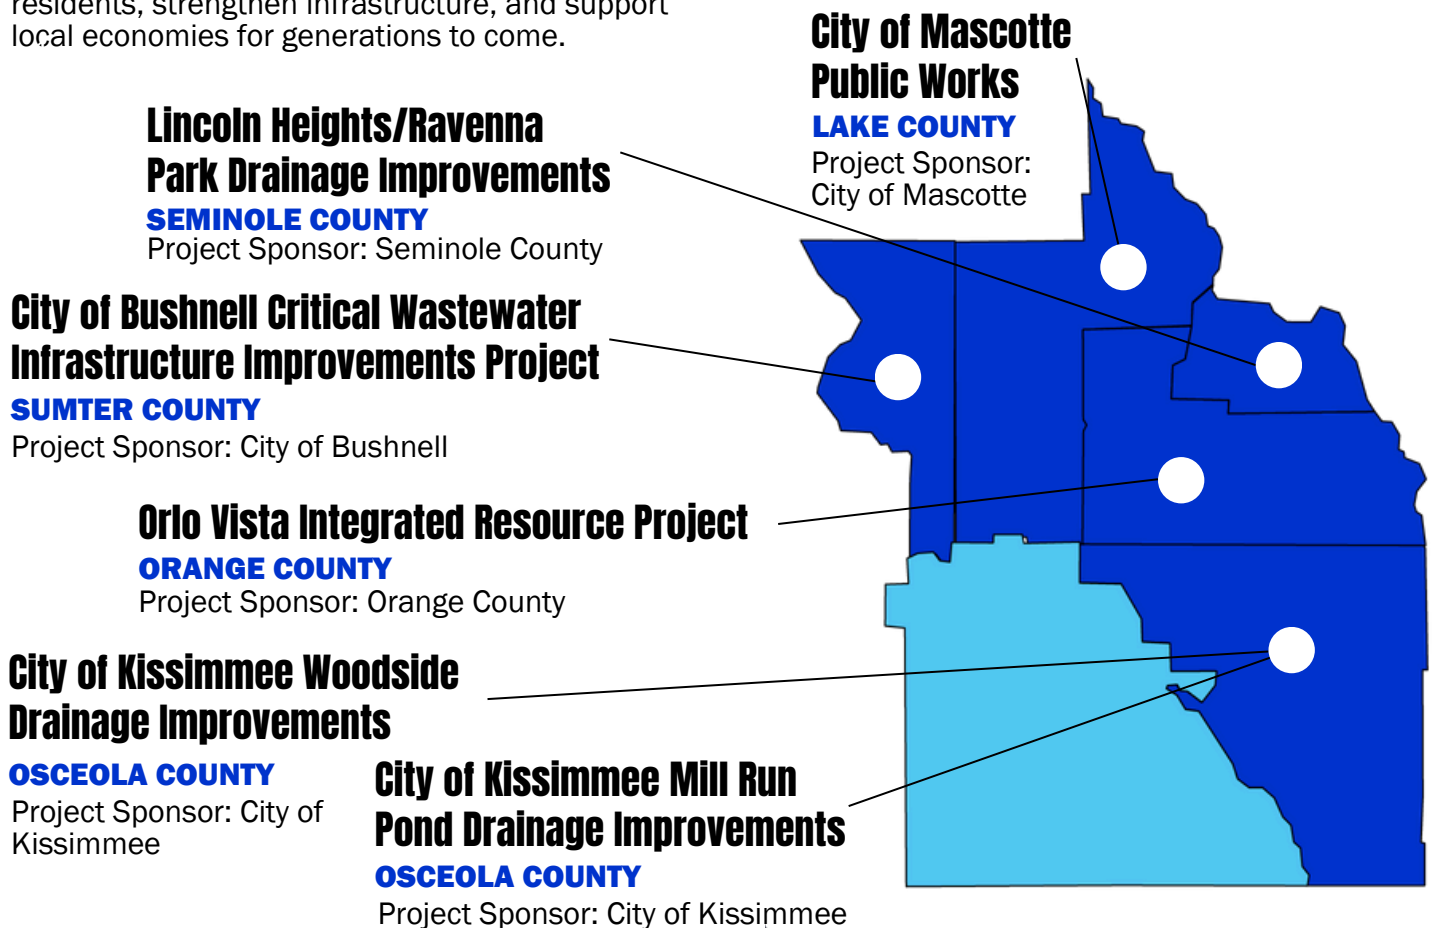 residents, strengthen infrastructure, and support
local economies for generations to come.
City of Mascotte
Public Works
LAKE COUNTY
Project Sponsor:
City of Mascotte
Lincoln Heights/Ravenna
Park Drainage Improvements
SEMINOLE COUNTY
Project Sponsor: Seminole County
City of Bushnell Critical Wastewater
Infrastructure Improvements Project
SUMTER COUNTY
Project Sponsor: City of Bushnell
Orlo Vista Integrated Resource Project
ORANGE COUNTY
Project Sponsor: Orange County
City of Kissimmee Woodside
Drainage Improvements
OSCEOLA COUNTY
Project Sponsor: City of
Kissimmee
City of Kissimmee Mill Run
Pond Drainage Improvements
OSCEOLA COUNTY
Project Sponsor: City of Kissimmee